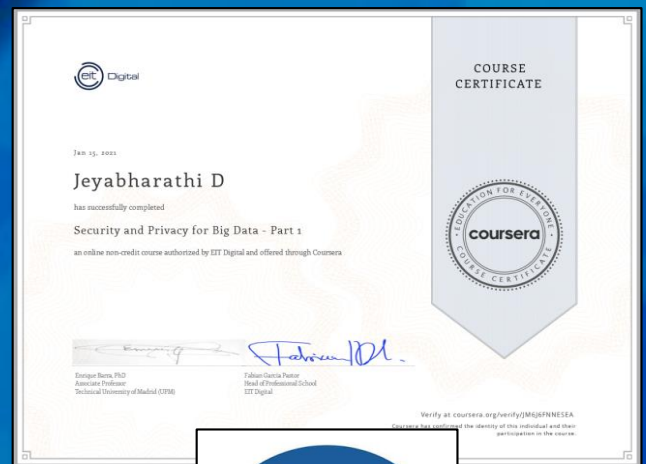 eit Digital
COURSE
CERTIFICATE
Jan 15, 2021
Jeyabharathi D
has successfully completed
Security and Privacy for Big Data - Part 1
an online non-credit course authorized by EIT Digital and offered through Coursera
EDUCATION FOR EVERYONE
coursera
COURSE CERTIFICATE
Enrique Barra, PhD
Associate Professor
Technical University of Madrid (UPM)
Fabian Garcia Pastor
Head of Professional School
EIT Digital
Verify at coursera.org/verify/JM6J6FNNESEA
Coursera has confirmed the identity of this individual and their
participation in the course.